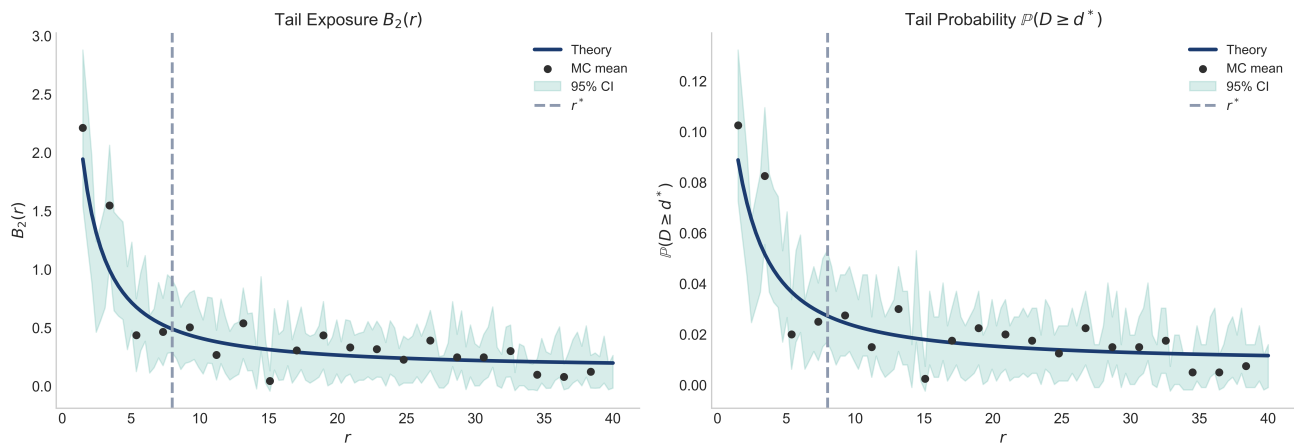 Tail Exposure B₂(r)
B₂(r)
3.0
2.5
2.0
1.5
1.0
0.5
0.0
Theory
MC mean
95% CI
r*
0 5 10 15 20 25 30 35 40
r
Tail Probability ℙ(D ≥ d*)
ℙ(D ≥ d*)
0.12
0.10
0.08
0.06
0.04
0.02
0.00
Theory
MC mean
95% CI
r*
0 5 10 15 20 25 30 35 40
r